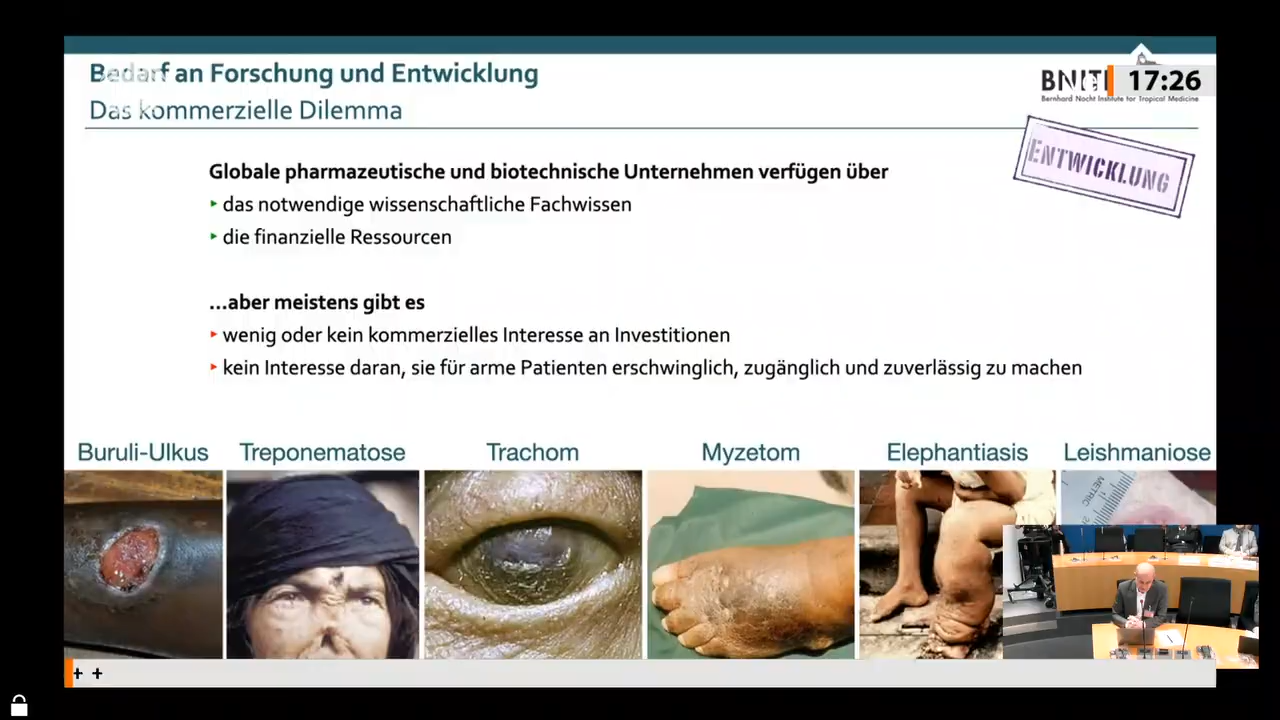 Bedarf an Forschung und Entwicklung
Das kommerzielle Dilemma
17:26
Bernhard Nocht Institute for Tropical Medicine
ENTWICKLUNG
Globale pharmazeutische und biotechnische Unternehmen verfügen über
‣ das notwendige wissenschaftliche Fachwissen
‣ die finanzielle Ressourcen
...aber meistens gibt es
‣ wenig oder kein kommerzielles Interesse an Investitionen
‣ kein Interesse daran, sie für arme Patienten erschwinglich, zugänglich und zuverlässig zu machen
Buruli-Ulkus Treponematose Trachom Myzetom Elephantiasis Leishmaniose
METRIC
+ +